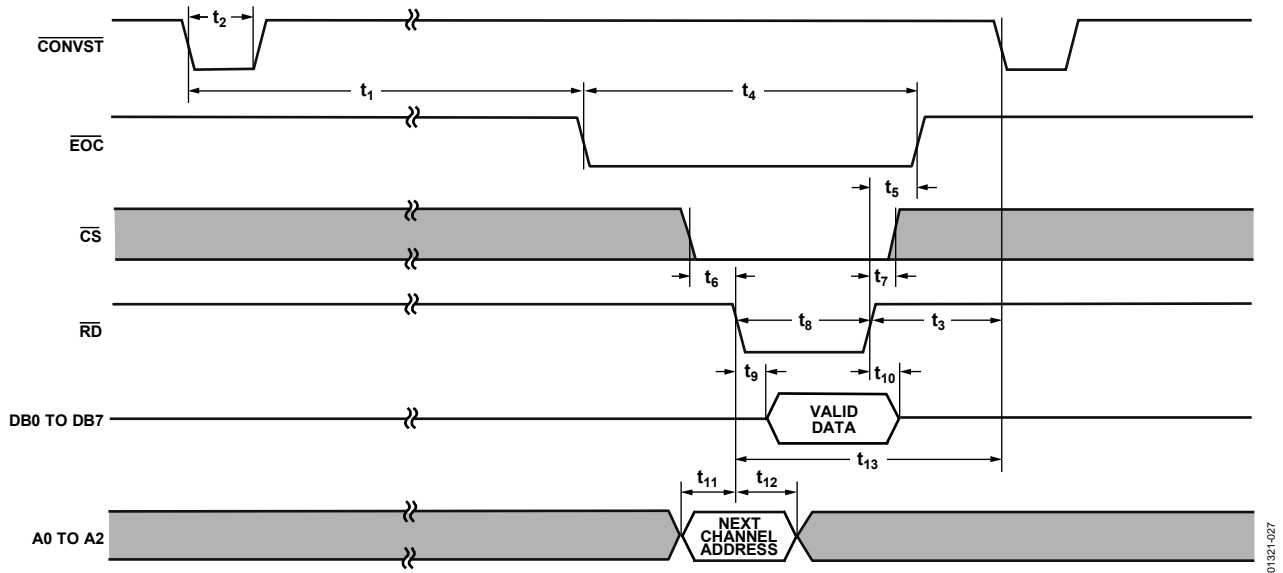 t2
CONVST
t1
t4
EOC
t5
CS
t6
t7
RD
t8
t3
t9
t10
DB0 TO DB7
VALID
DATA
t13
t11
t12
A0 TO A2
NEXT
CHANNEL
ADDRESS
01321-027